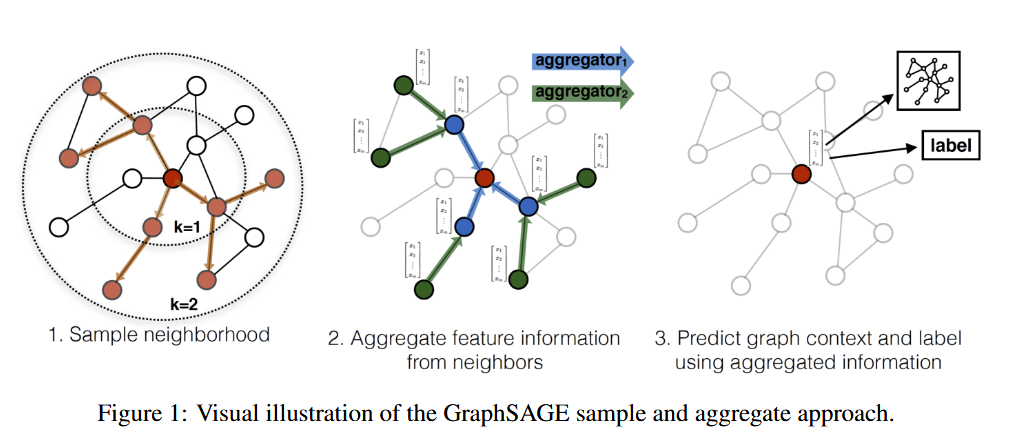 aggregator1
aggregator2
label
k=1
k=2
1. Sample neighborhood
2. Aggregate feature information
from neighbors
3. Predict graph context and label
using aggregated information
Figure 1: Visual illustration of the GraphSAGE sample and aggregate approach.